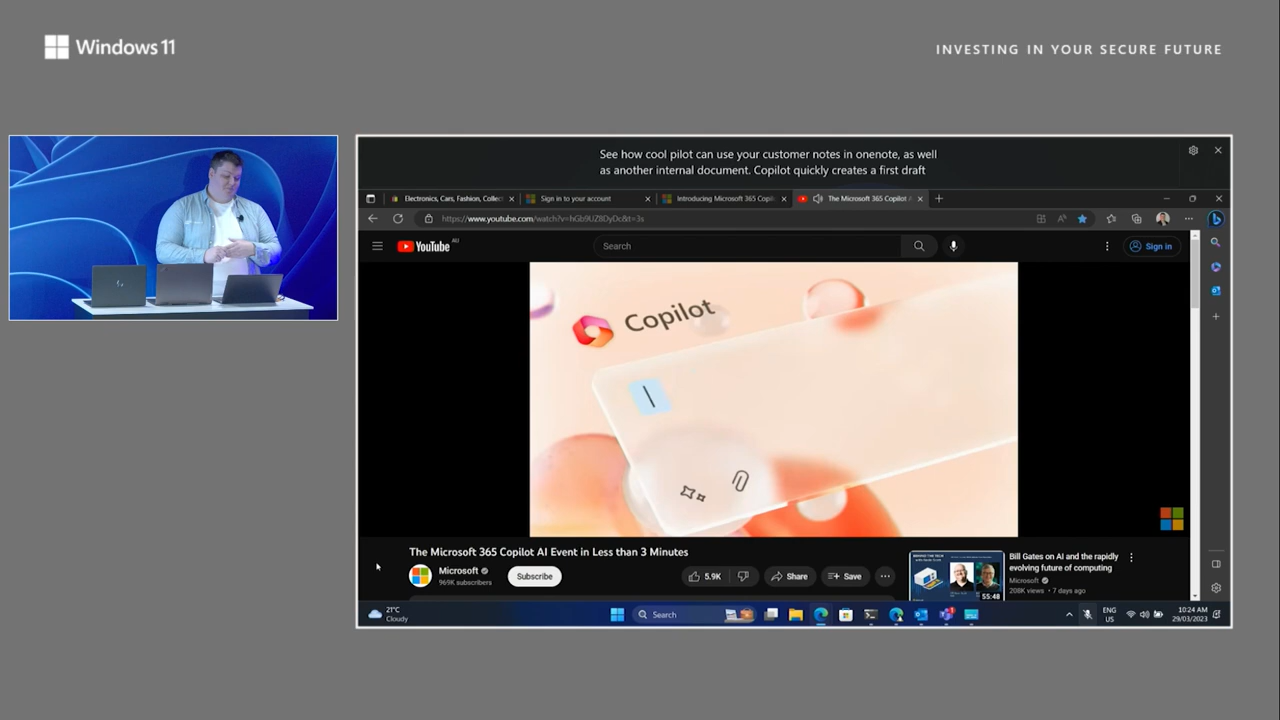 Windows 11
INVESTING IN YOUR SECURE FUTURE
See how cool pilot can use your customer notes in onenote, as well
as another internal document. Copilot quickly creates a first draft
Electronics, Cars, Fashion, Collec
Sign in to your account
Introducing Microsoft 365 Copil
The Microsoft 365 Copilot A
https://www.youtube.com/watch?v=hGb9UZ8DyDc&t=3s
YouTube AU
Search
Sign in
Copilot
The Microsoft 365 Copilot AI Event in Less than 3 Minutes
Microsoft
969K subscribers
Subscribe
5.9K
Share
Save
Bill Gates on AI and the rapidly
evolving future of computing
Microsoft
208K views • 7 days ago
55:48
21°C
Cloudy
Search
ENG
US
10:24 AM
29/03/2023